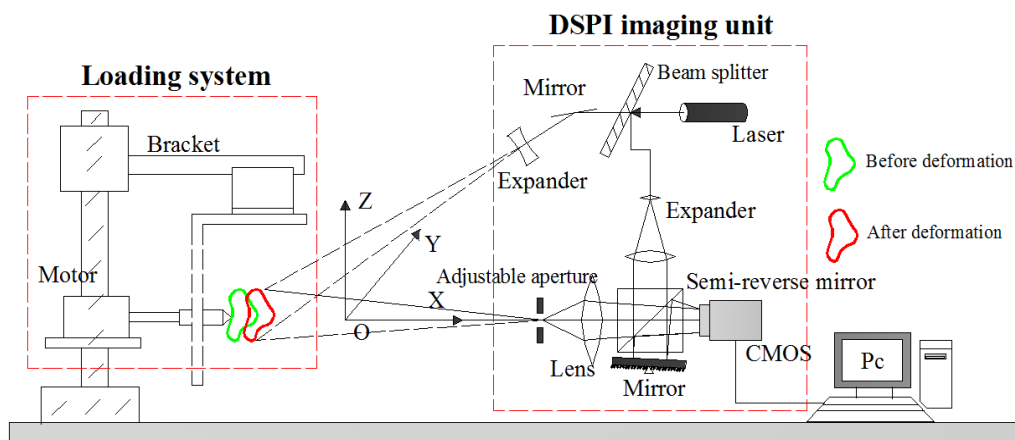 DSPI imaging unit
Loading system
Beam splitter
Mirror
Laser
Bracket
Before deformation
Expander
Z
Expander
After deformation
Y
Motor
Adjustable aperture
Semi-reverse mirror
X
O
CMOS
Lens
Pc
Mirror